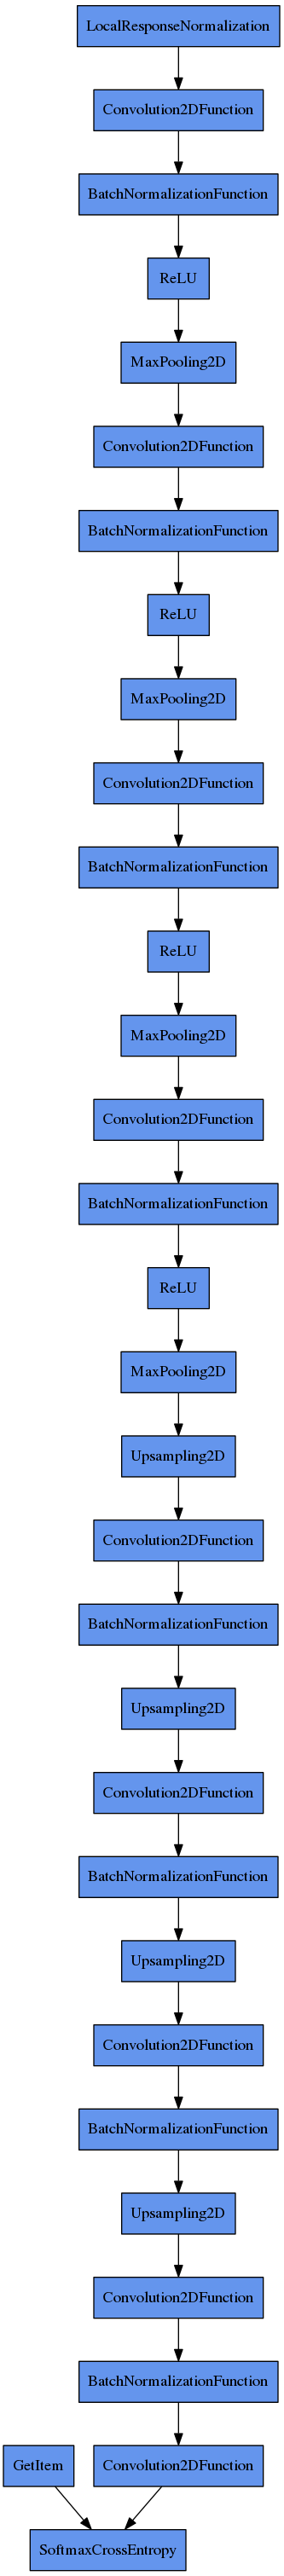 LocalResponseNormalization
Convolution2DFunction
BatchNormalizationFunction
ReLU
MaxPooling2D
Convolution2DFunction
BatchNormalizationFunction
ReLU
MaxPooling2D
Convolution2DFunction
BatchNormalizationFunction
ReLU
MaxPooling2D
Convolution2DFunction
BatchNormalizationFunction
ReLU
MaxPooling2D
Upsampling2D
Convolution2DFunction
BatchNormalizationFunction
Upsampling2D
Convolution2DFunction
BatchNormalizationFunction
Upsampling2D
Convolution2DFunction
BatchNormalizationFunction
Upsampling2D
Convolution2DFunction
BatchNormalizationFunction
GetItem
Convolution2DFunction
SoftmaxCrossEntropy